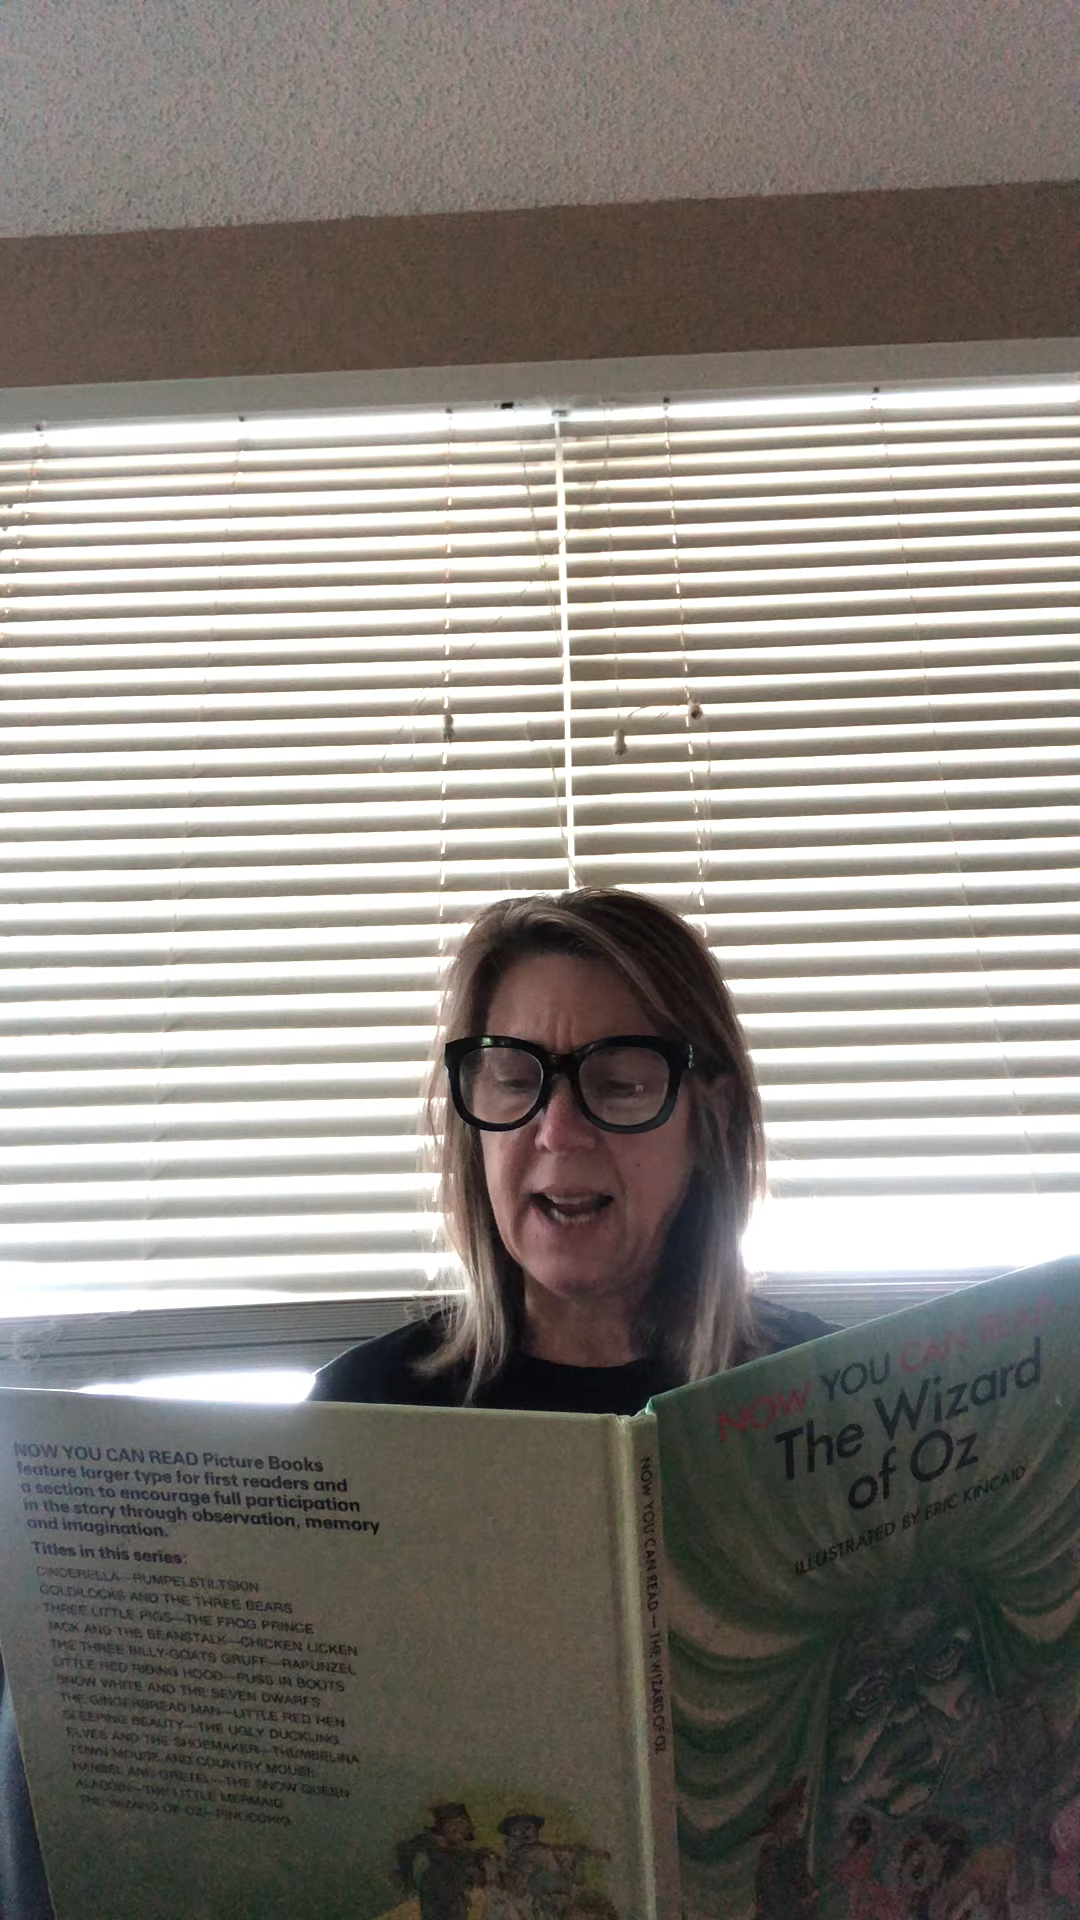 NOW YOU CAN READ Picture Books
feature larger type for first readers and
a section to encourage full participation
in the story through observation, memory
and imagination.
Titles in this series:
CINDERELLA—RUMPELSTILTSKIN
GOLDILOCKS AND THE THREE BEARS
THREE LITTLE PIGS—THE FROG PRINCE
JACK AND THE BEANSTALK—CHICKEN LICKEN
THE THREE BILLY-GOATS GRUFF—RAPUNZEL
LITTLE RED RIDING HOOD—PUSS IN BOOTS
SNOW WHITE AND THE SEVEN DWARFS
THE GINGERBREAD MAN—LITTLE RED HEN
SLEEPING BEAUTY—THE UGLY DUCKLING
ELVES AND THE SHOEMAKER—THUMBELINA
TOWN MOUSE AND COUNTRY MOUSE
HANSEL AND GRETEL—THE SNOW QUEEN
ALADDIN—THE LITTLE MERMAID
THE WIZARD OF OZ—PINOCCHIO
NOW YOU CAN READ — THE WIZARD OF OZ
NOW YOU CAN READ
The Wizard
of Oz
ILLUSTRATED BY ERIC KINCAID